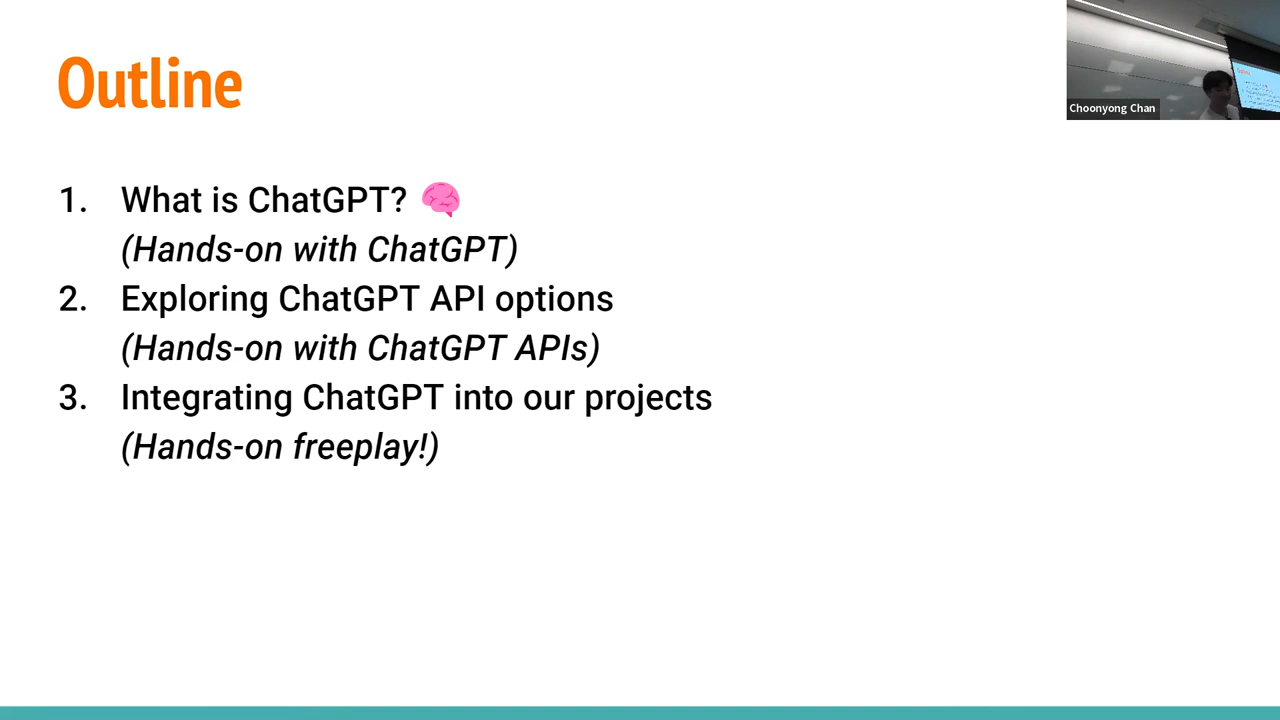 Outline
Choonyong Chan
1. What is ChatGPT?
(Hands-on with ChatGPT)
2. Exploring ChatGPT API options
(Hands-on with ChatGPT APIs)
3. Integrating ChatGPT into our projects
(Hands-on freeplay!)